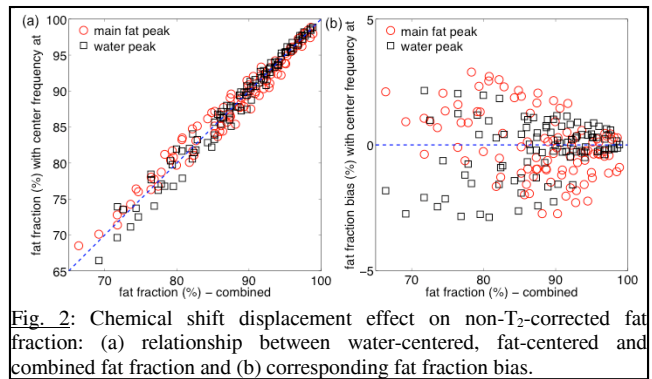 (a)
main fat peak
water peak
fat fraction (%) with center frequency at
100
95
90
85
80
75
70
65
70
80
90
100
fat fraction (%) – combined
(b)
main fat peak
water peak
fat fraction bias (%) with center frequency at
5
0
−5
70
80
90
100
fat fraction (%) – combined
Fig. 2: Chemical shift displacement effect on non-T₂-corrected fat
fraction: (a) relationship between water-centered, fat-centered and
combined fat fraction and (b) corresponding fat fraction bias.